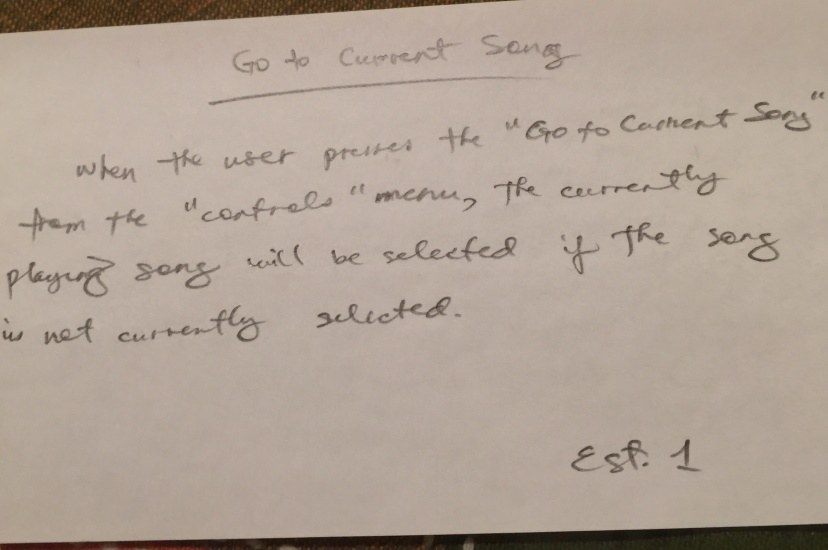 Go to Current Song
When the user presses the "Go to Current Song"
from the "controls" menu, the currently
playing song will be selected if the song
is not currently selected.
Est. 1